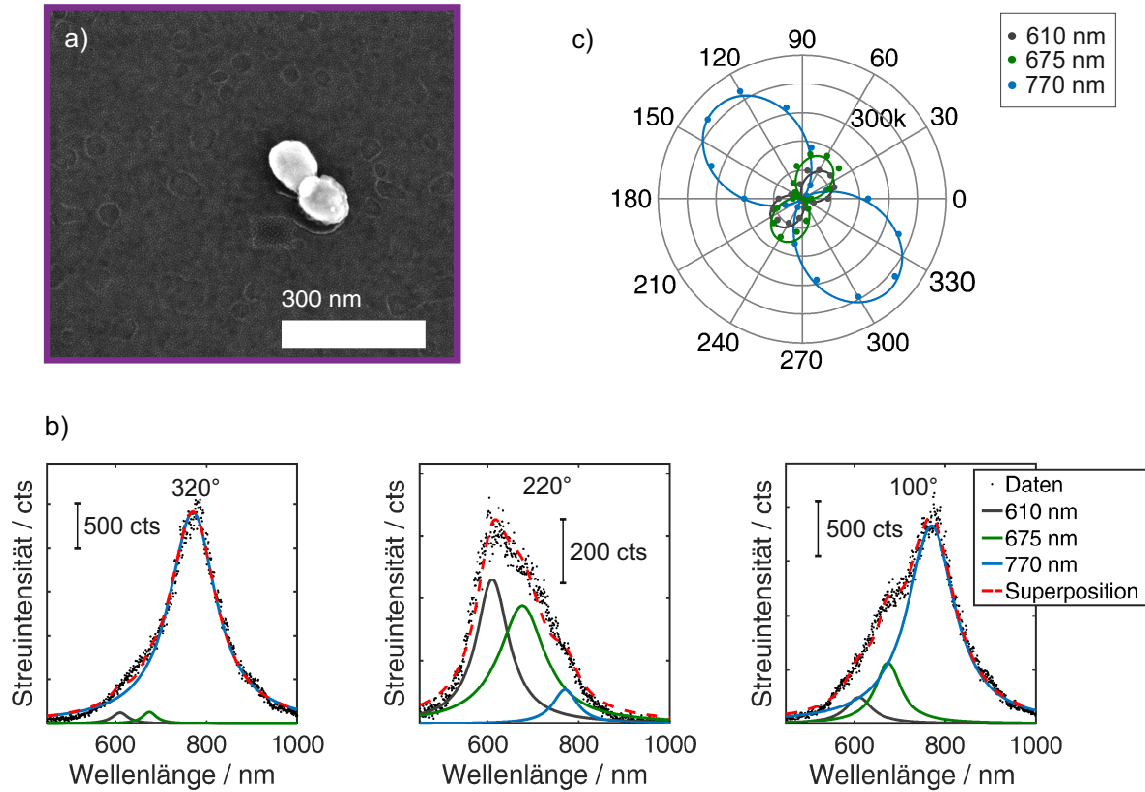 a)
300 nm
c)
610 nm
675 nm
770 nm
90
120
60
150
300k
30
180
0
210
330
240
300
270
b)
Streuintensität / cts
320°
500 cts
600
800
1000
Wellenlänge / nm
Streuintensität / cts
220°
200 cts
600
800
1000
Wellenlänge / nm
Streuintensität / cts
100°
500 cts
600
800
1000
Wellenlänge / nm
Daten
610 nm
675 nm
770 nm
Superposition